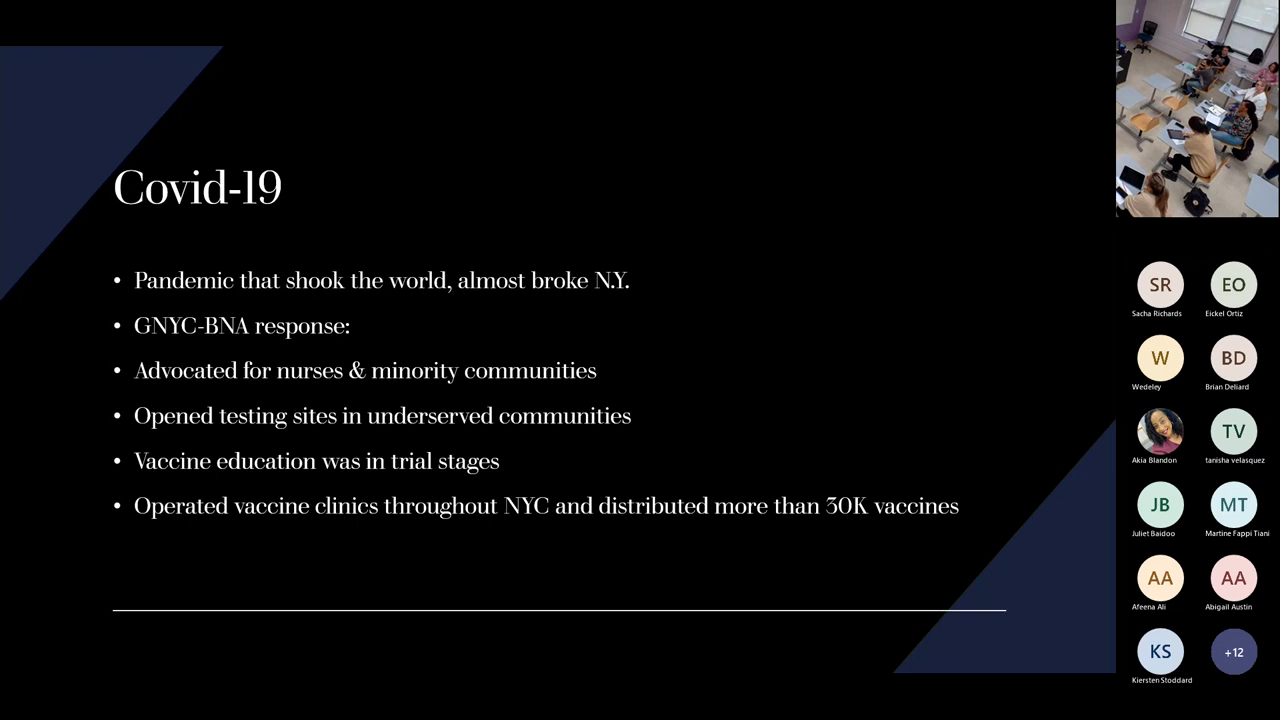 Covid-19
• Pandemic that shook the world, almost broke N.Y.
• GNYC-BNA response:
• Advocated for nurses & minority communities
• Opened testing sites in underserved communities
• Vaccine education was in trial stages
• Operated vaccine clinics throughout NYC and distributed more than 30K vaccines
SR
Sacha Richards
EO
Eickel Ortiz
W
Wedeley
BD
Brian Deliard
Akia Blandon
TV
tanisha velasquez
JB
Juliet Baidoo
MT
Martine Fappi Tiani
AA
Afeena Ali
AA
Abigail Austin
KS
Kiersten Stoddard
+12